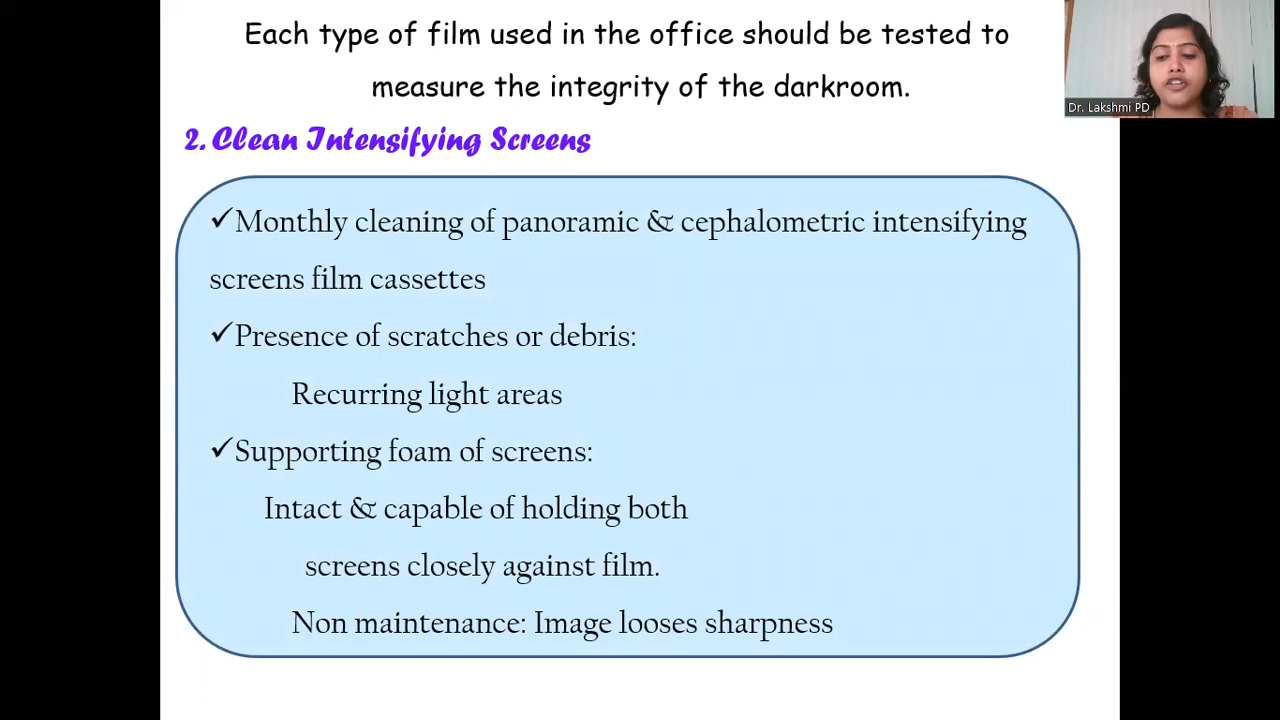 Each type of film used in the office should be tested to
measure the integrity of the darkroom.
Dr. Lakshmi PD
2. Clean Intensifying Screens
✓Monthly cleaning of panoramic & cephalometric intensifying
screens film cassettes
✓Presence of scratches or debris:
Recurring light areas
✓Supporting foam of screens:
Intact & capable of holding both
screens closely against film.
Non maintenance: Image looses sharpness